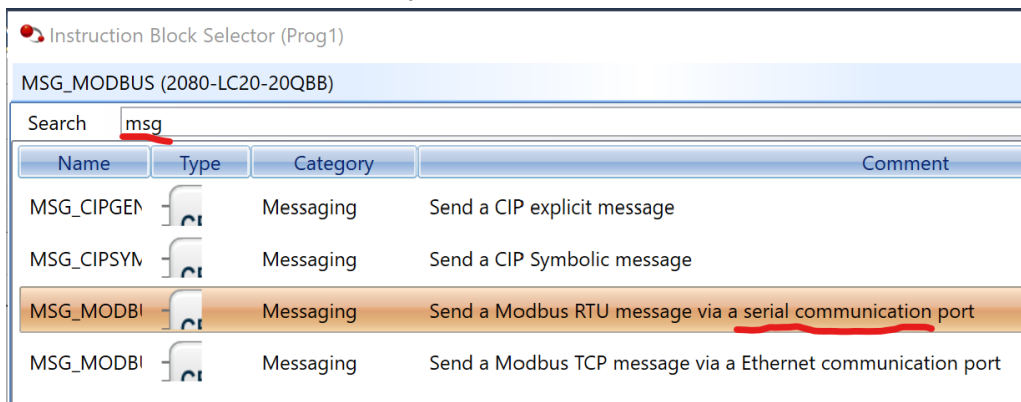 Instruction Block Selector (Prog1)
MSG_MODBUS (2080-LC20-20QBB)
Search msg
Name Type Category Comment
MSG_CIPGEN Messaging Send a CIP explicit message
MSG_CIPSYM Messaging Send a CIP Symbolic message
MSG_MODBU Messaging Send a Modbus RTU message via a serial communication port
MSG_MODBU Messaging Send a Modbus TCP message via a Ethernet communication port